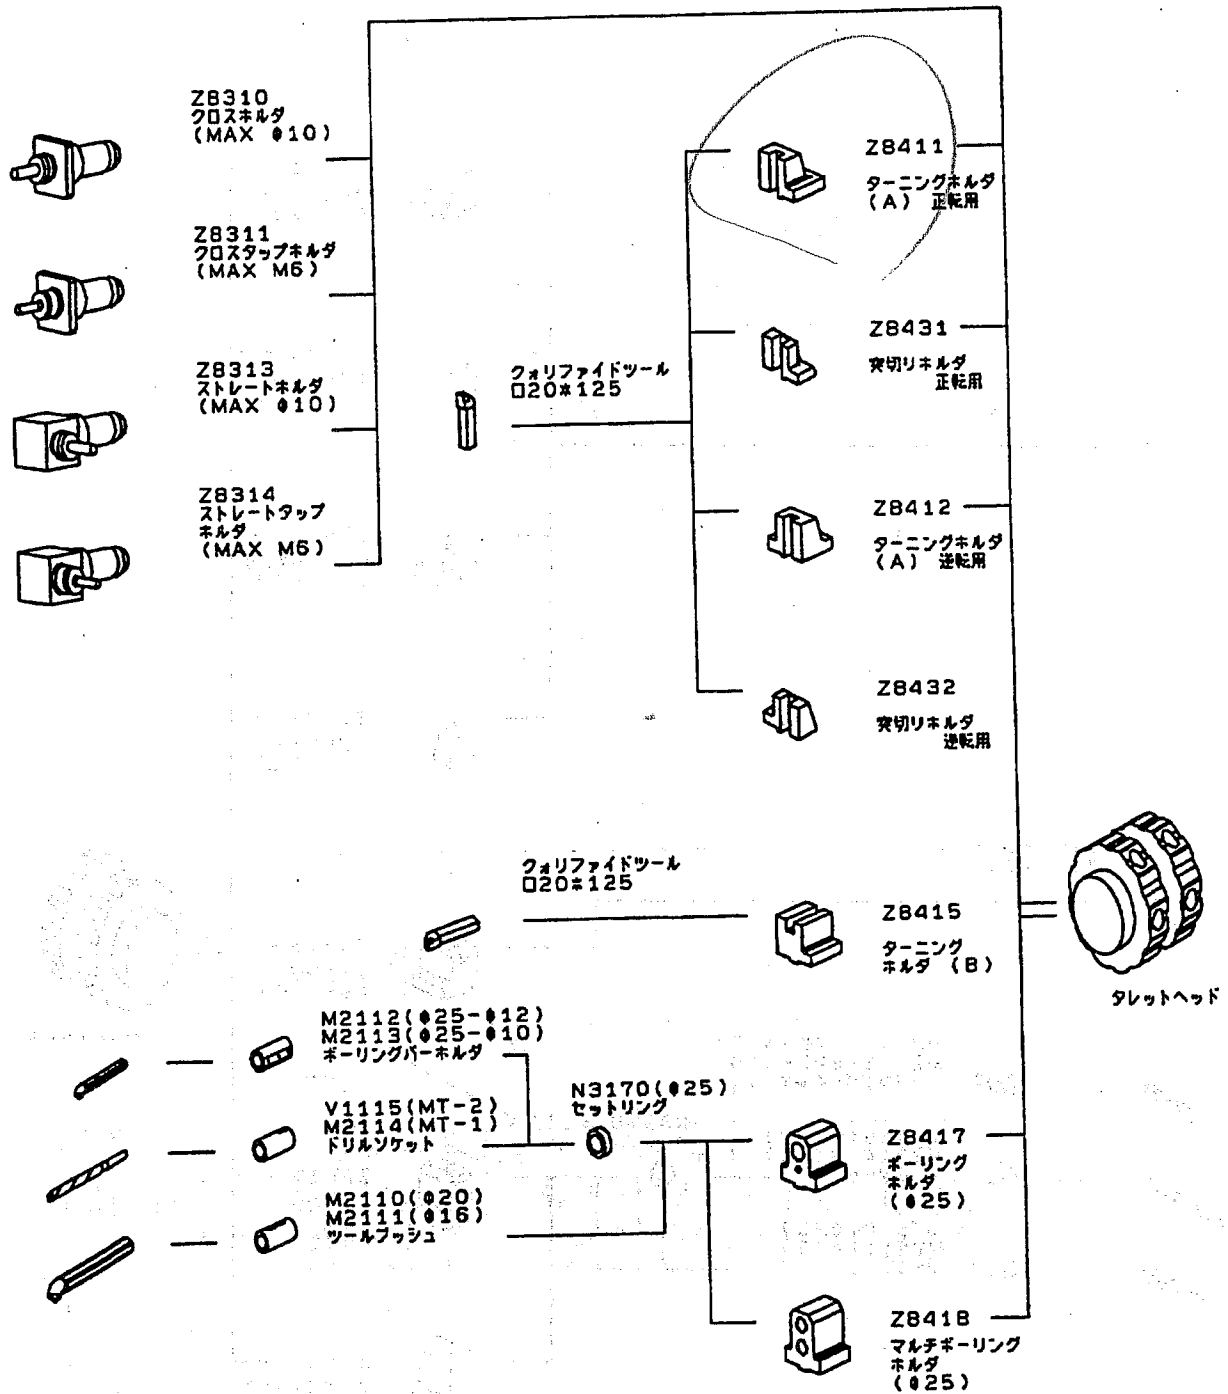 Z8310
クロスホルダ
(MAX φ10)
Z8311
クロスタップホルダ
(MAX M6)
Z8313
ストレートホルダ
(MAX φ10)
Z8314
ストレートタップ
ホルダ
(MAX M6)
クォリファイドツール
□20*125
Z8411
ターニングホルダ
(A) 正転用
Z8431
突切りホルダ
正転用
Z8412
ターニングホルダ
(A) 逆転用
Z8432
突切りホルダ
逆転用
クォリファイドツール
□20*125
Z8415
ターニング
ホルダ (B)
タレットヘッド
M2112(φ25-φ12)
M2113(φ25-φ10)
ボーリングバーホルダ
V1115(MT-2)
M2114(MT-1)
ドリルソケット
M2110(φ20)
M2111(φ16)
ツールブッシュ
N3170(φ25)
セットリング
Z8417
ボーリング
ホルダ
(φ25)
Z8418
マルチボーリング
ホルダ
(φ25)